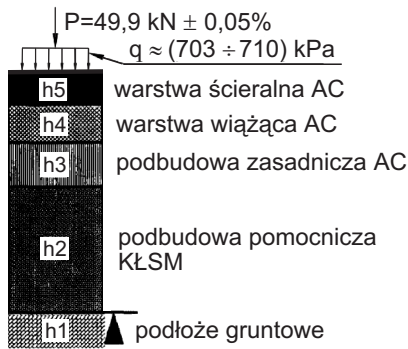 P=49,9 kN ± 0,05%
q ≈ (703 ÷ 710) kPa
h5 warstwa ścieralna AC
h4 warstwa wiążąca AC
h3 podbudowa zasadnicza AC
h2 podbudowa pomocnicza
KŁSM
h1 podłoże gruntowe